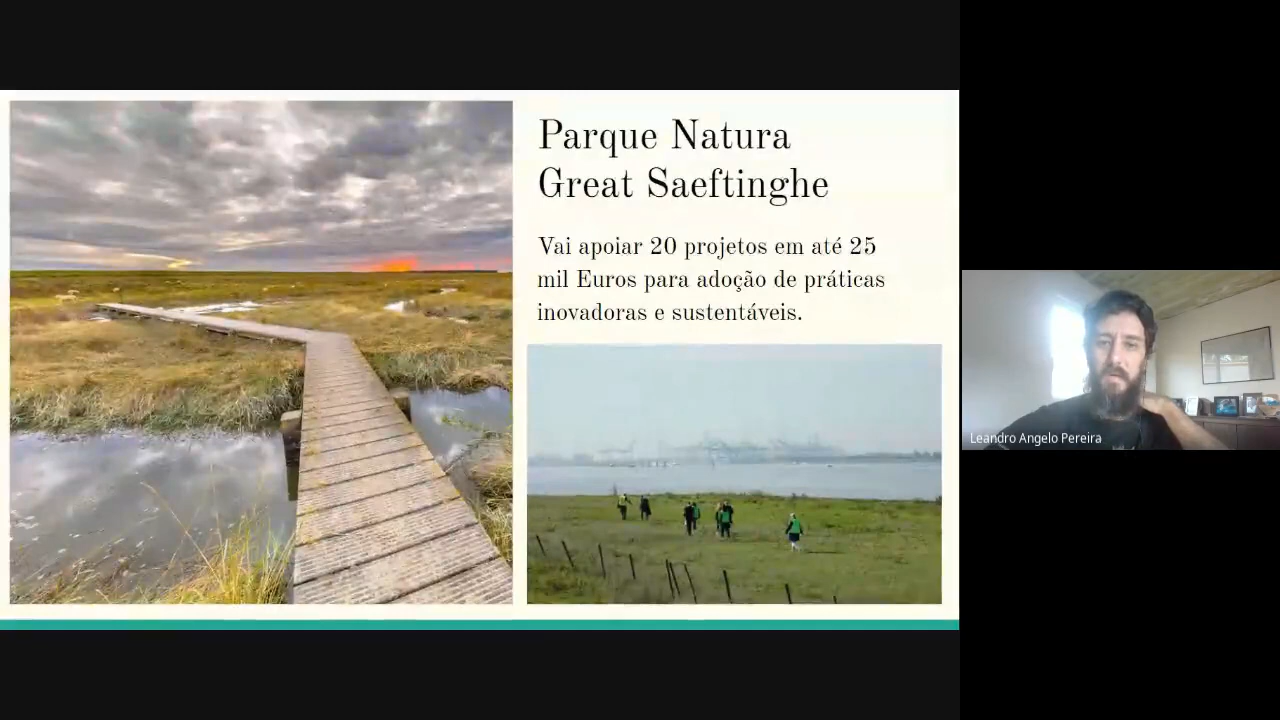 Parque Natura
Great Saeftinghe
Vai apoiar 20 projetos em até 25
mil Euros para adoção de práticas
inovadoras e sustentáveis.
Leandro Angelo Pereira